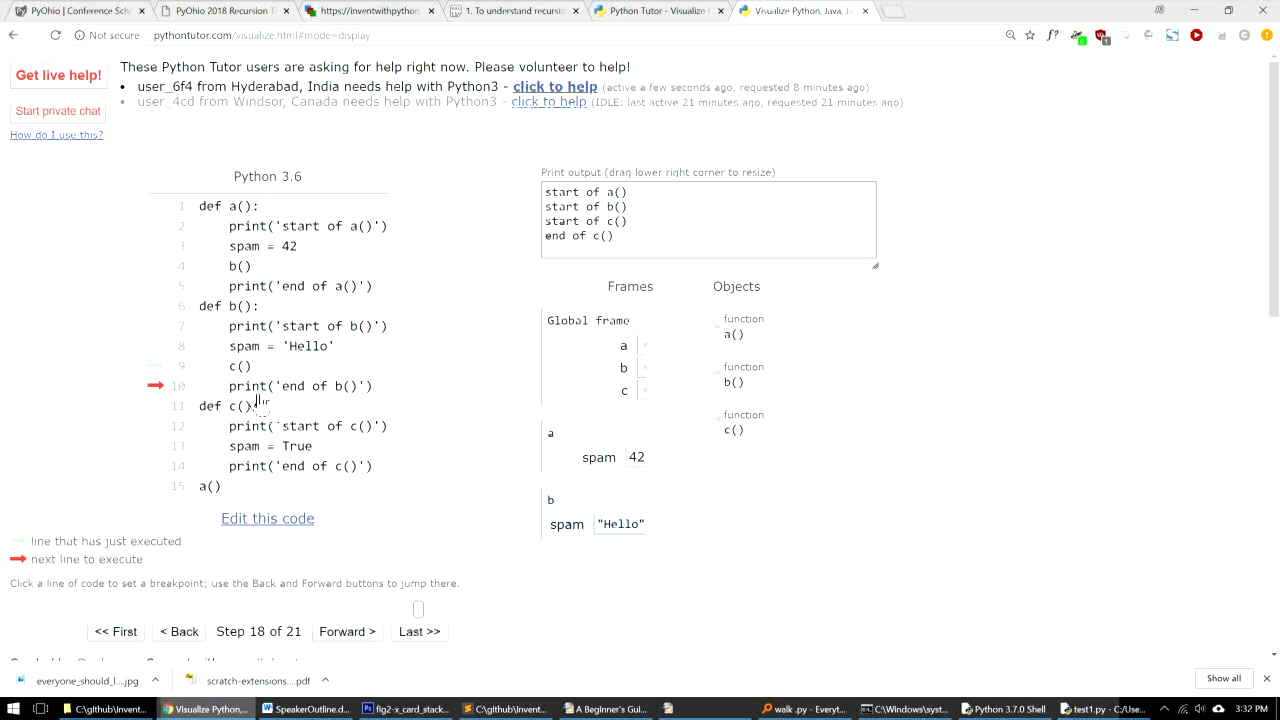 PyOhio | Conference Sch
PyOhio 2018 Recursion T
https://inventwithpython
1. To understand recursio
Python Tutor - Visualize
Visualize Python, Java, J
Not secure | pythontutor.com/visualize.html#mode=display
Get live help!
Start private chat
How do I use this?
These Python Tutor users are asking for help right now. Please volunteer to help!
• user_6f4 from Hyderabad, India needs help with Python3 - click to help (active a few seconds ago, requested 8 minutes ago)
• user_4cd from Windsor, Canada needs help with Python3 - click to help (IDLE: last active 21 minutes ago, requested 21 minutes ago)
Python 3.6
1 def a():
2 print('start of a()')
3 spam = 42
4 b()
5 print('end of a()')
6 def b():
7 print('start of b()')
8 spam = 'Hello'
9 c()
10 print('end of b()')
11 def c():
12 print('start of c()')
13 spam = True
14 print('end of c()')
15 a()
Edit this code
line that has just executed
next line to execute
Click a line of code to set a breakpoint; use the Back and Forward buttons to jump there.
<< First
< Back
Step 18 of 21
Forward >
Last >>
Print output (drag lower right corner to resize)
start of a()
start of b()
start of c()
end of c()
Frames
Objects
Global frame
a
b
c
function
a()
function
b()
function
c()
a
spam 42
b
spam "Hello"
everyone_should_l....jpg
scratch-extensions....pdf
Show all
C:\github\Invent...
Visualize Python,...
SpeakerOutline.d...
fig2-x_card_stack...
C:\github\Inven...
A Beginner's Gui...
walk .py - Everyt...
C:\Windows\syst...
Python 3.7.0 Shell
test1.py - C:/Use...
3:32 PM